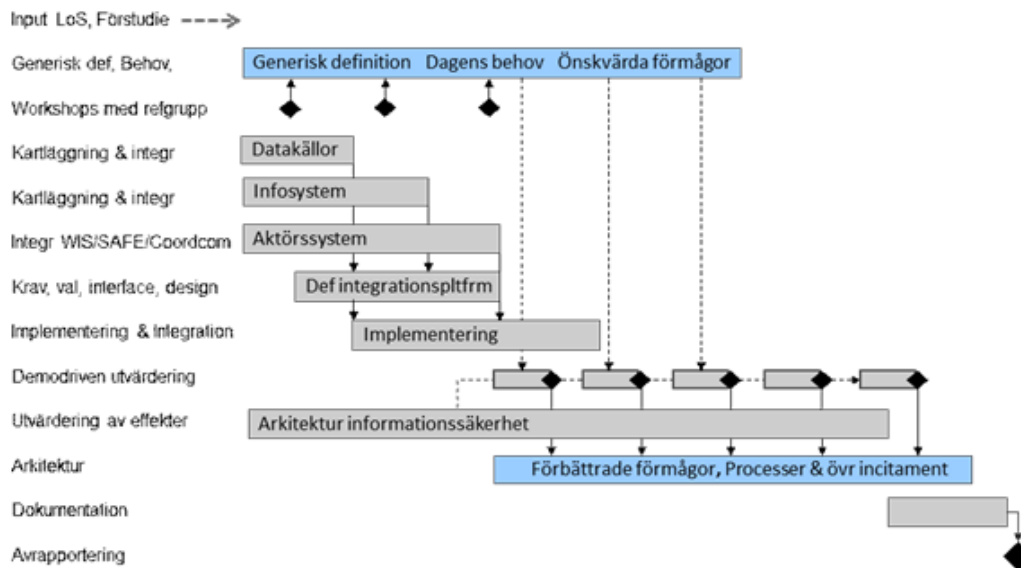 Input LoS, Förstudie
Generisk def, Behov,
Generisk definition Dagens behov Önskvärda förmågor
Workshops med refgrupp
Kartläggning & integr
Datakällor
Kartläggning & integr
Infosystem
Integr WIS/SAFE/Coordcom
Aktörssystem
Krav, val, interface, design
Def integrationspltfrm
Implementering & Integration
Implementering
Demodriven utvärdering
Utvärdering av effekter
Arkitektur informationssäkerhet
Arkitektur
Förbättrade förmågor, Processer & övr incitament
Dokumentation
Avrapportering